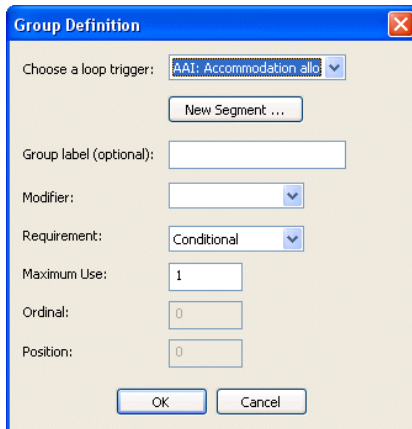 Group Definition
Choose a loop trigger: AAI: Accommodation allo
New Segment ...
Group label (optional):
Modifier:
Requirement: Conditional
Maximum Use: 1
Ordinal: 0
Position: 0
OK Cancel